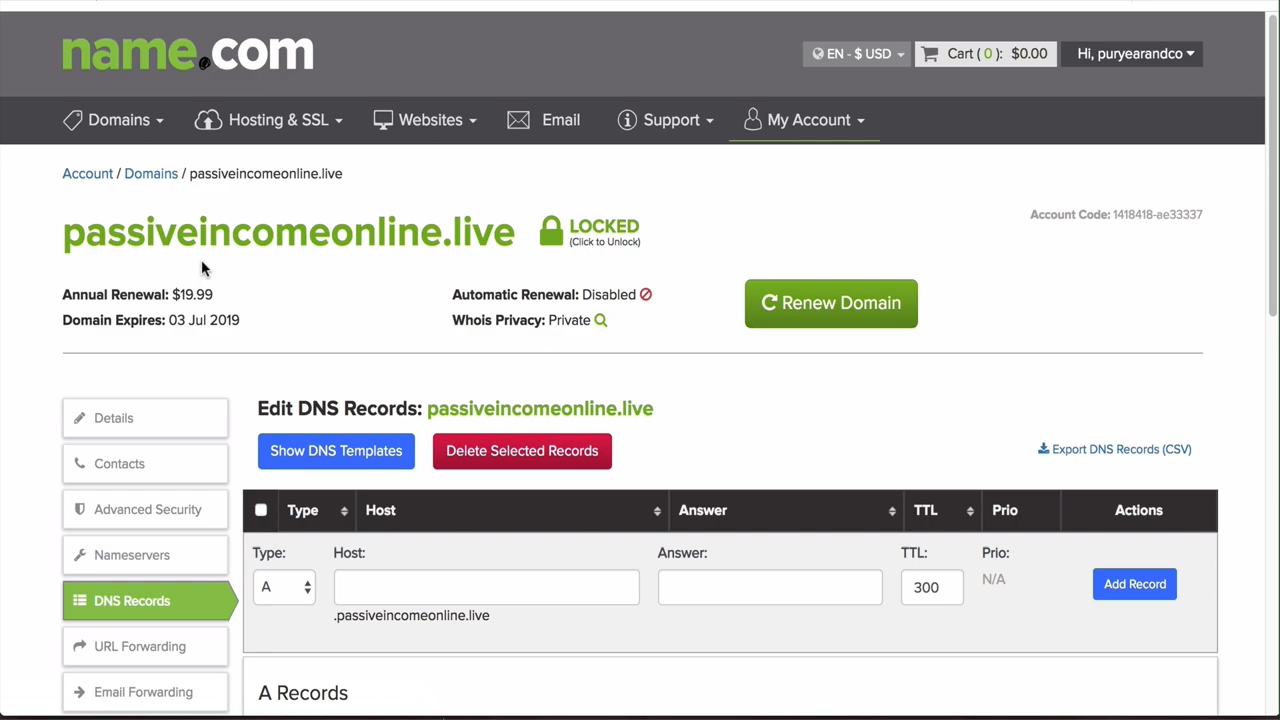 name.com
EN - $ USD
Cart ( 0 ): $0.00
Hi, puryearandco
Domains
Hosting & SSL
Websites
Email
Support
My Account
Account / Domains / passiveincomeonline.live
passiveincomeonline.live
LOCKED
(Click to Unlock)
Account Code: 1418418-ae33337
Annual Renewal: $19.99
Automatic Renewal: Disabled
Renew Domain
Domain Expires: 03 Jul 2019
Whois Privacy: Private
Details
Contacts
Advanced Security
Nameservers
DNS Records
URL Forwarding
Email Forwarding
Edit DNS Records: passiveincomeonline.live
Show DNS Templates
Delete Selected Records
Export DNS Records (CSV)
Type Host Answer TTL Prio Actions
Type: Host: Answer: TTL: Prio:
A 300 N/A Add Record
.passiveincomeonline.live
A Records